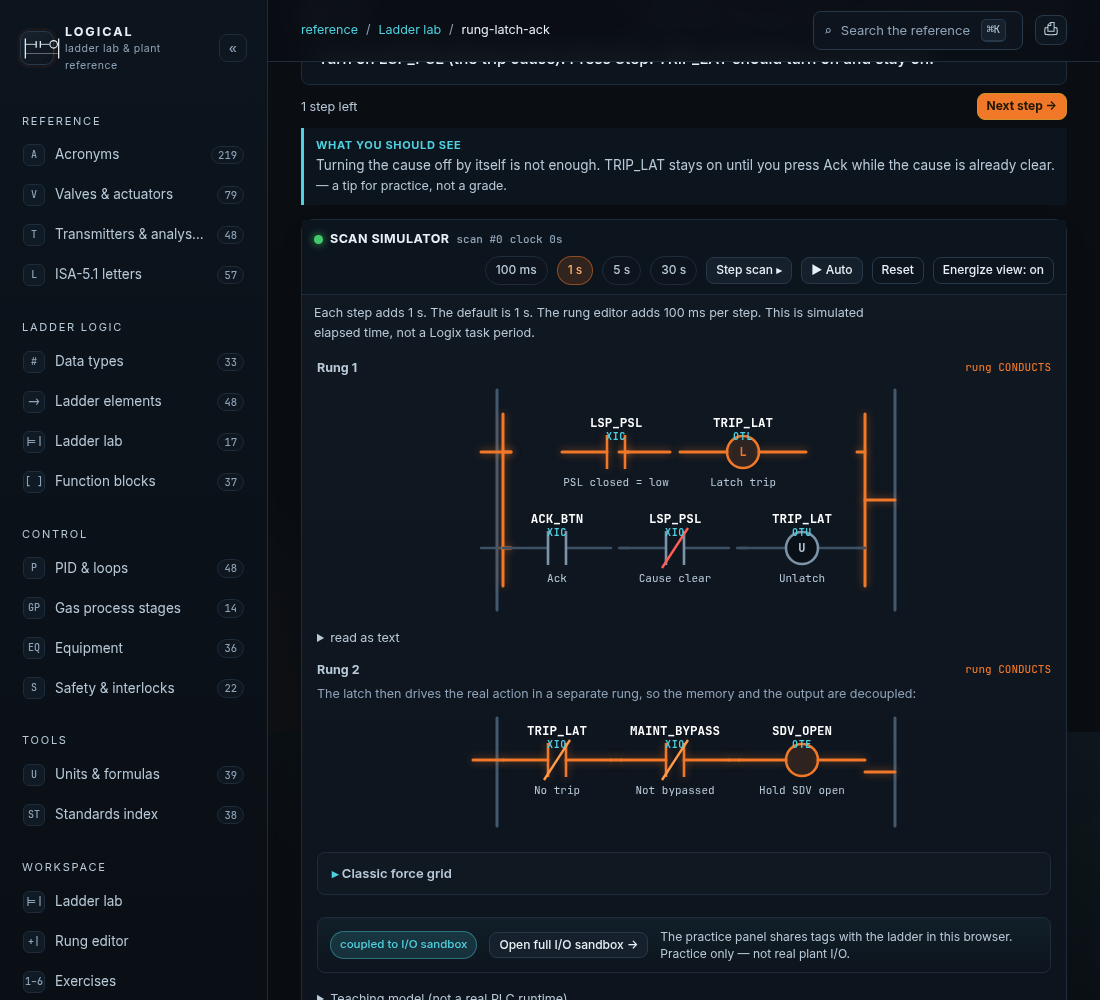 LOGICAL
ladder lab & plant
reference
«
REFERENCE
A Acronyms 219
V Valves & actuators 79
T Transmitters & analys... 48
L ISA-5.1 letters 57
LADDER LOGIC
# Data types 33
→ Ladder elements 48
Ladder lab 17
[ ] Function blocks 37
CONTROL
P PID & loops 48
GP Gas process stages 14
EQ Equipment 36
S Safety & interlocks 22
TOOLS
U Units & formulas 39
ST Standards index 38
WORKSPACE
Ladder lab
+| Rung editor
1–6 Exercises
reference / Ladder lab / rung-latch-ack
Search the reference ⌘K
1 step left
Next step →
WHAT YOU SHOULD SEE
Turning the cause off by itself is not enough. TRIP_LAT stays on until you press Ack while the cause is already clear.
— a tip for practice, not a grade.
SCAN SIMULATOR scan #0 clock 0s
100 ms 1 s 5 s 30 s Step scan ▸ ▶ Auto Reset Energize view: on
Each step adds 1 s. The default is 1 s. The rung editor adds 100 ms per step. This is simulated
elapsed time, not a Logix task period.
Rung 1 rung CONDUCTS
LSP_PSL TRIP_LAT
XIC OTL
L
PSL closed = low Latch trip
ACK_BTN LSP_PSL TRIP_LAT
XIC XIO OTU
U
Ack Cause clear Unlatch
▶ read as text
Rung 2 rung CONDUCTS
The latch then drives the real action in a separate rung, so the memory and the output are decoupled:
TRIP_LAT MAINT_BYPASS SDV_OPEN
XIO XIO OTE
No trip Not bypassed Hold SDV open
▸ Classic force grid
coupled to I/O sandbox Open full I/O sandbox → The practice panel shares tags with the ladder in this browser.
Practice only — not real plant I/O.
▶ Teaching model (not a real PLC runtime)